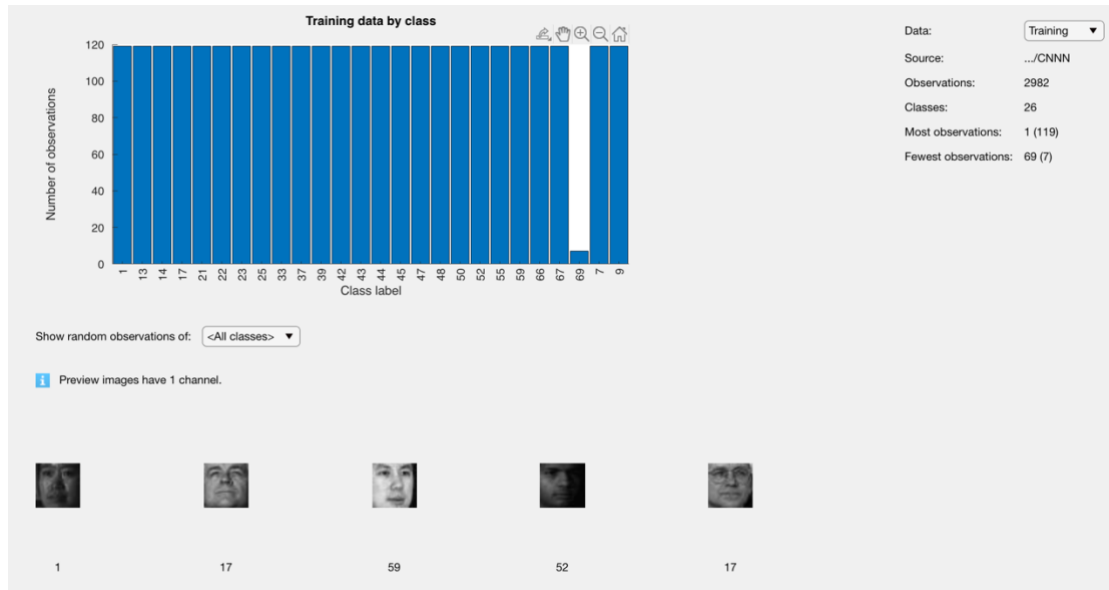 Training data by class
120
100
80
60
40
20
0
Number of observations
1 13 14 17 21 22 23 25 33 37 39 42 43 44 45 47 48 50 52 55 59 66 67 69 7 9
Class label
Data: Training
Source: .../CNNN
Observations: 2982
Classes: 26
Most observations: 1 (119)
Fewest observations: 69 (7)
Show random observations of: <All classes>
i Preview images have 1 channel.
1 17 59 52 17